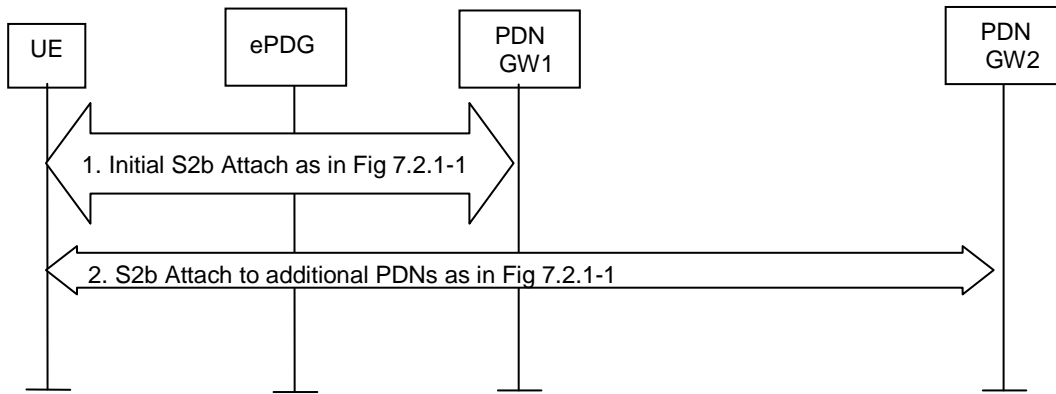 UE
ePDG
PDN
GW1
PDN
GW2
1. Initial S2b Attach as in Fig 7.2.1-1
2. S2b Attach to additional PDNs as in Fig 7.2.1-1